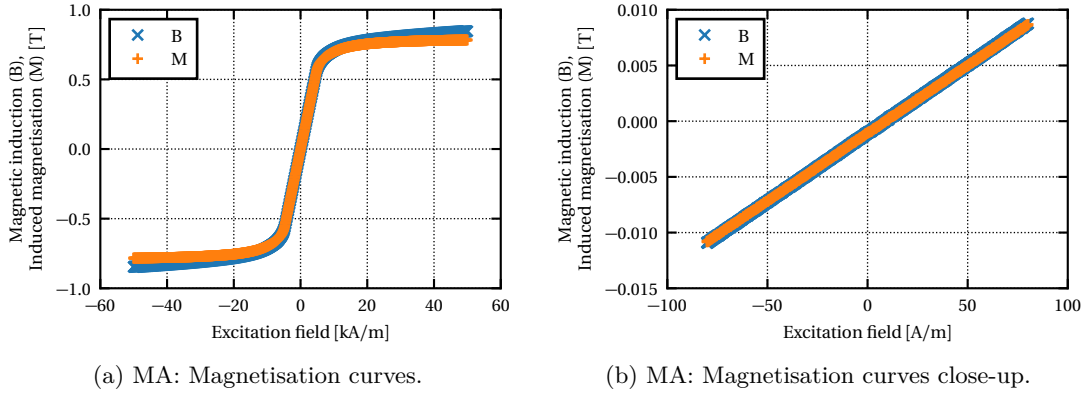 1.0
0.5
0.0
−0.5
−1.0
−60
−40
−20
0
20
40
60
Magnetic induction (B),
Induced magnetisation (M) [T]
Excitation field [kA/m]
B
M
(a) MA: Magnetisation curves.
0.010
0.005
0.000
−0.005
−0.010
−0.015
−100
−50
0
50
100
Magnetic induction (B),
Induced magnetisation (M) [T]
Excitation field [A/m]
B
M
(b) MA: Magnetisation curves close-up.